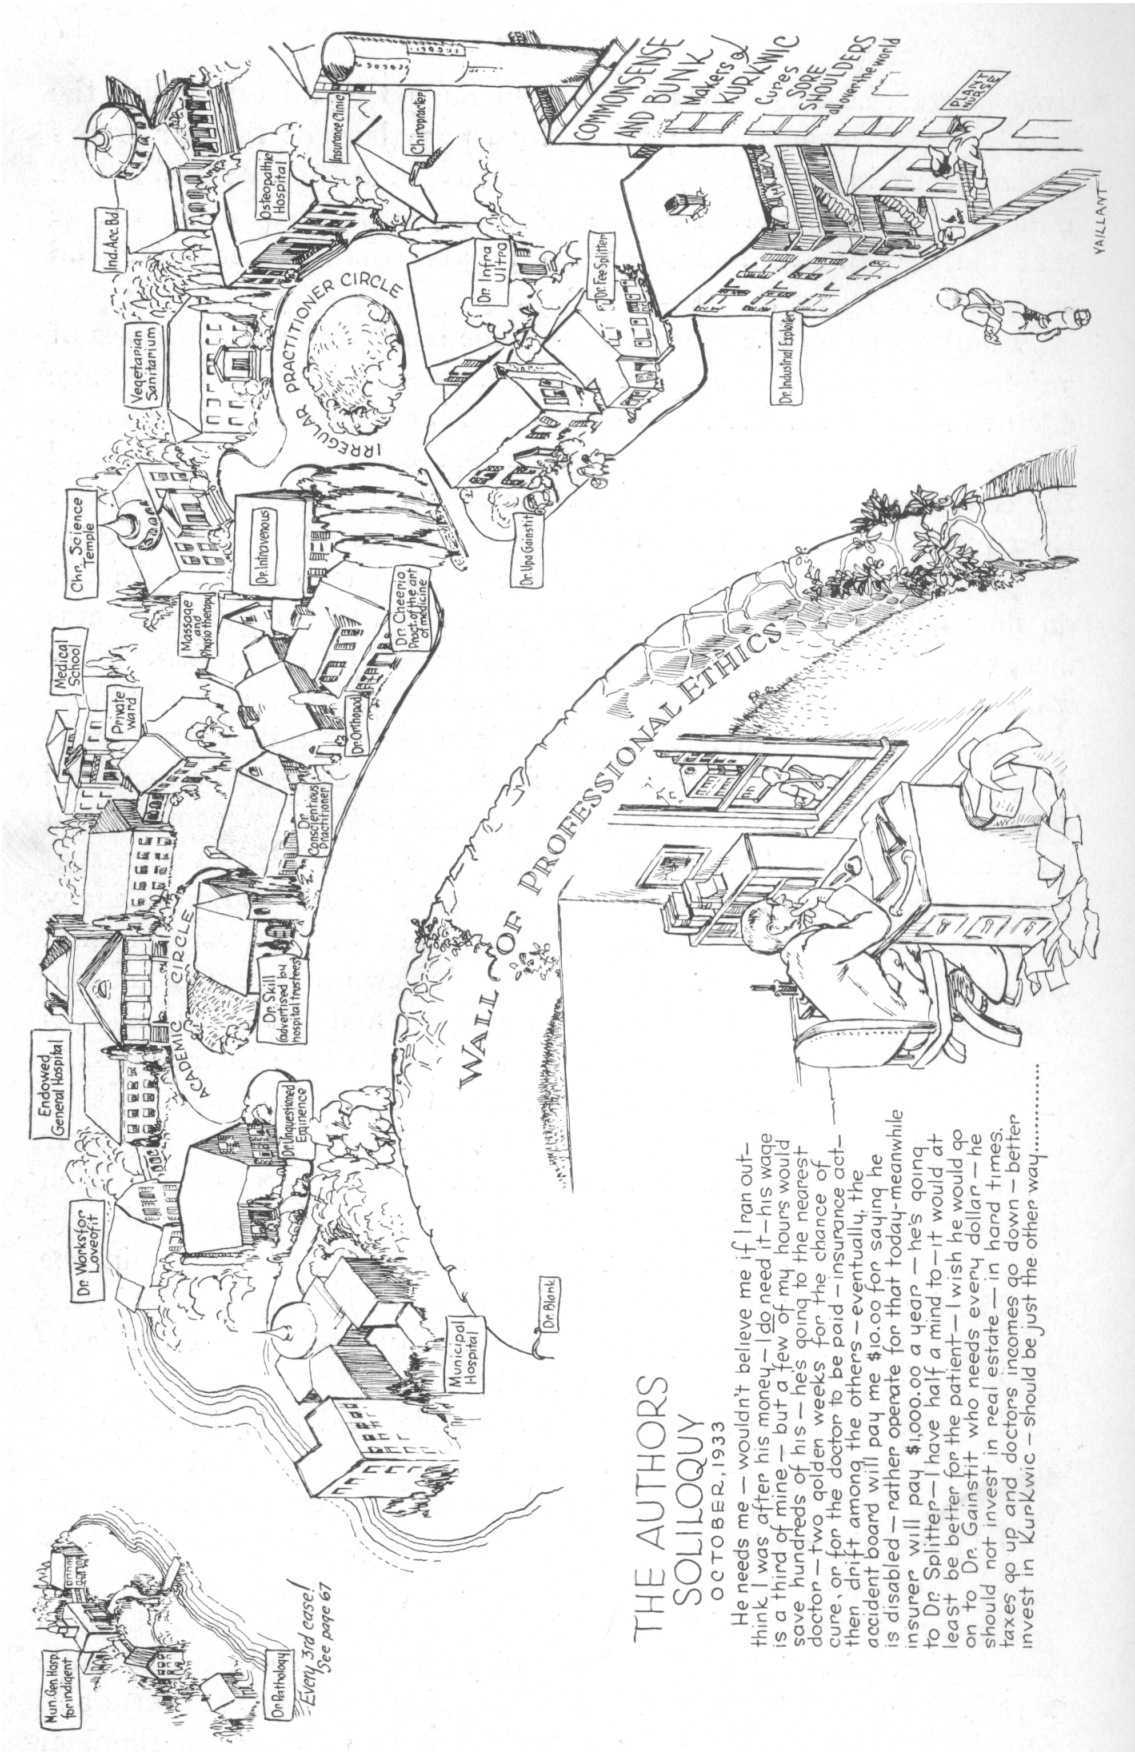 Mun. Gen. Hosp.
for indigent
Dr Pathology
Every 3rd case!
See page 67
Dr. Works for
Loveofit
Endowed
General Hospital
Municipal
Hospital
Dr. Blank
Dr. Unquestioned
Eminence
ACADEMIC CIRCLE
Dr. Skill
(advertised by
hospital trustees)
Private
Ward
Medical
School
Dr.
Conscientious
Practitioner
Dr. Orthopod
Massage
and
Physiotherapy
Dr. Cheerio
Pract. of the art
of medicine
Chr. Science
Temple
Dr. Intravenous
Vegetarian
Sanitarium
IRREGULAR PRACTITIONER CIRCLE
Ind. Acc. Bd.
Osteopathic
Hospital
Insurance Clinic
Chiropractor
Dr. Infra
Ultra
Dr. Fee Splitter
Dr. Upa Gainstit
Dr. Industrial Exploiter
COMMONSENSE
AND BUNK
Makers of
KURKWIC
Cures
SORE
SHOULDERS
all over the world
PLANT
NURSE
VAILLANT
WALL OF PROFESSIONAL ETHICS
THE AUTHORS
SOLILOQUY
OCTOBER, 1933
He needs me – wouldn't believe me if I ran out–
think I was after his money – I do need it – his wage
is a third of mine – but a few of my hours would
save hundreds of his – he's going to the nearest
doctor – two golden weeks for the chance of
cure, or for the doctor to be paid – insurance act –
then drift among the others – eventually, the
accident board will pay me $10.00 for saying he
is disabled – rather operate for that today – meanwhile
insurer will pay $1,000.00 a year – he's going
to Dr. Splitter – I have half a mind to – it would at
least be better for the patient – I wish he would go
on to Dr. Gainstit who needs every dollar – he
should not invest in real estate – in hard times,
taxes go up and doctors incomes go down – better
invest in KurKwic – should be just the other way...........